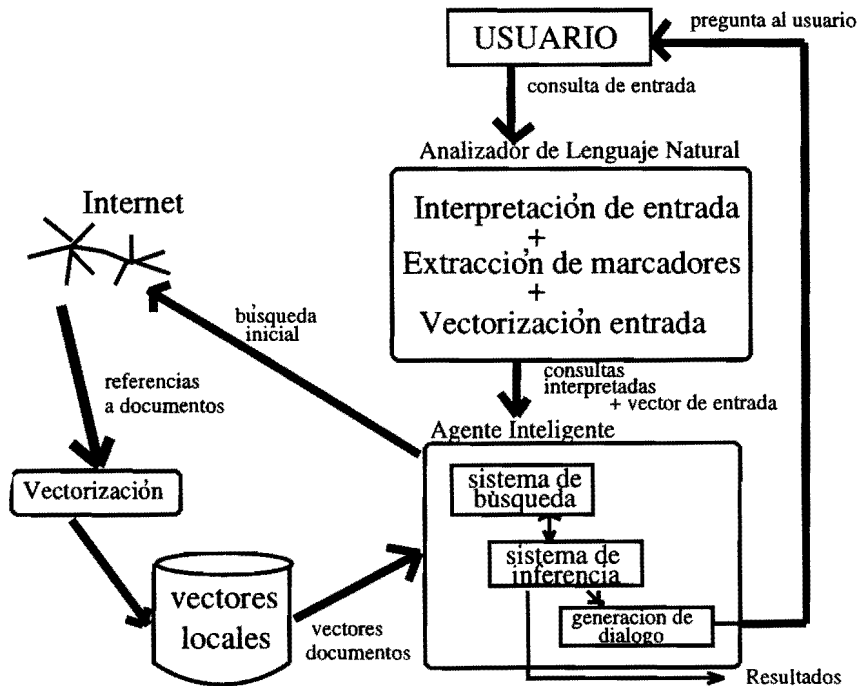 pregunta al usuario
USUARIO
consulta de entrada
Analizador de Lenguaje Natural
Interpretación de entrada
+
Extracción de marcadores
+
Vectorización entrada
Internet
búsqueda
inicial
referencias
a documentos
consultas
interpretadas
+ vector de entrada
Agente Inteligente
Vectorización
sistema de
bùsqueda
sistema de
inferencia
generacion de
dialogo
vectores
locales
vectores
documentos
Resultados